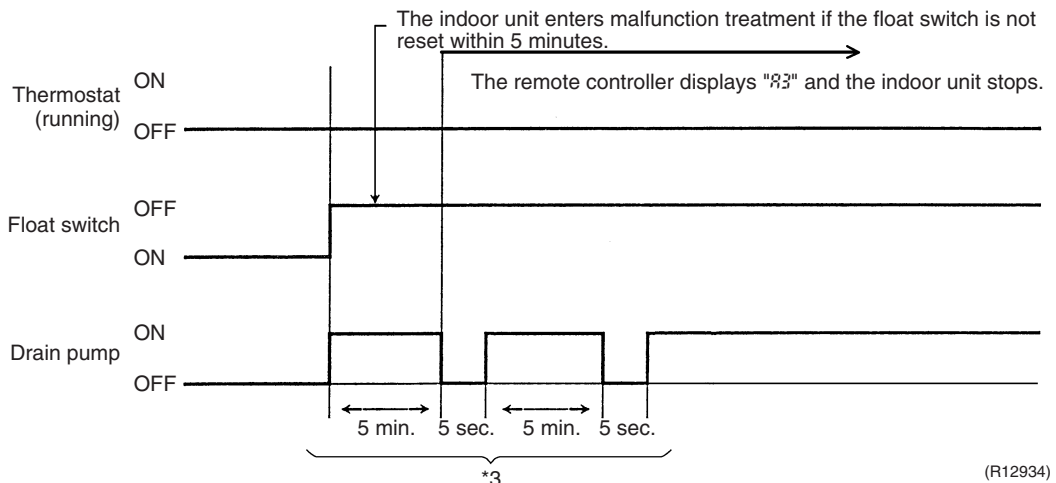 The indoor unit enters malfunction treatment if the float switch is not
reset within 5 minutes.
The remote controller displays "A3" and the indoor unit stops.
Thermostat
(running)
ON
OFF
Float switch
OFF
ON
Drain pump
ON
OFF
5 min. 5 sec. 5 min. 5 sec.
*3
(R12934)